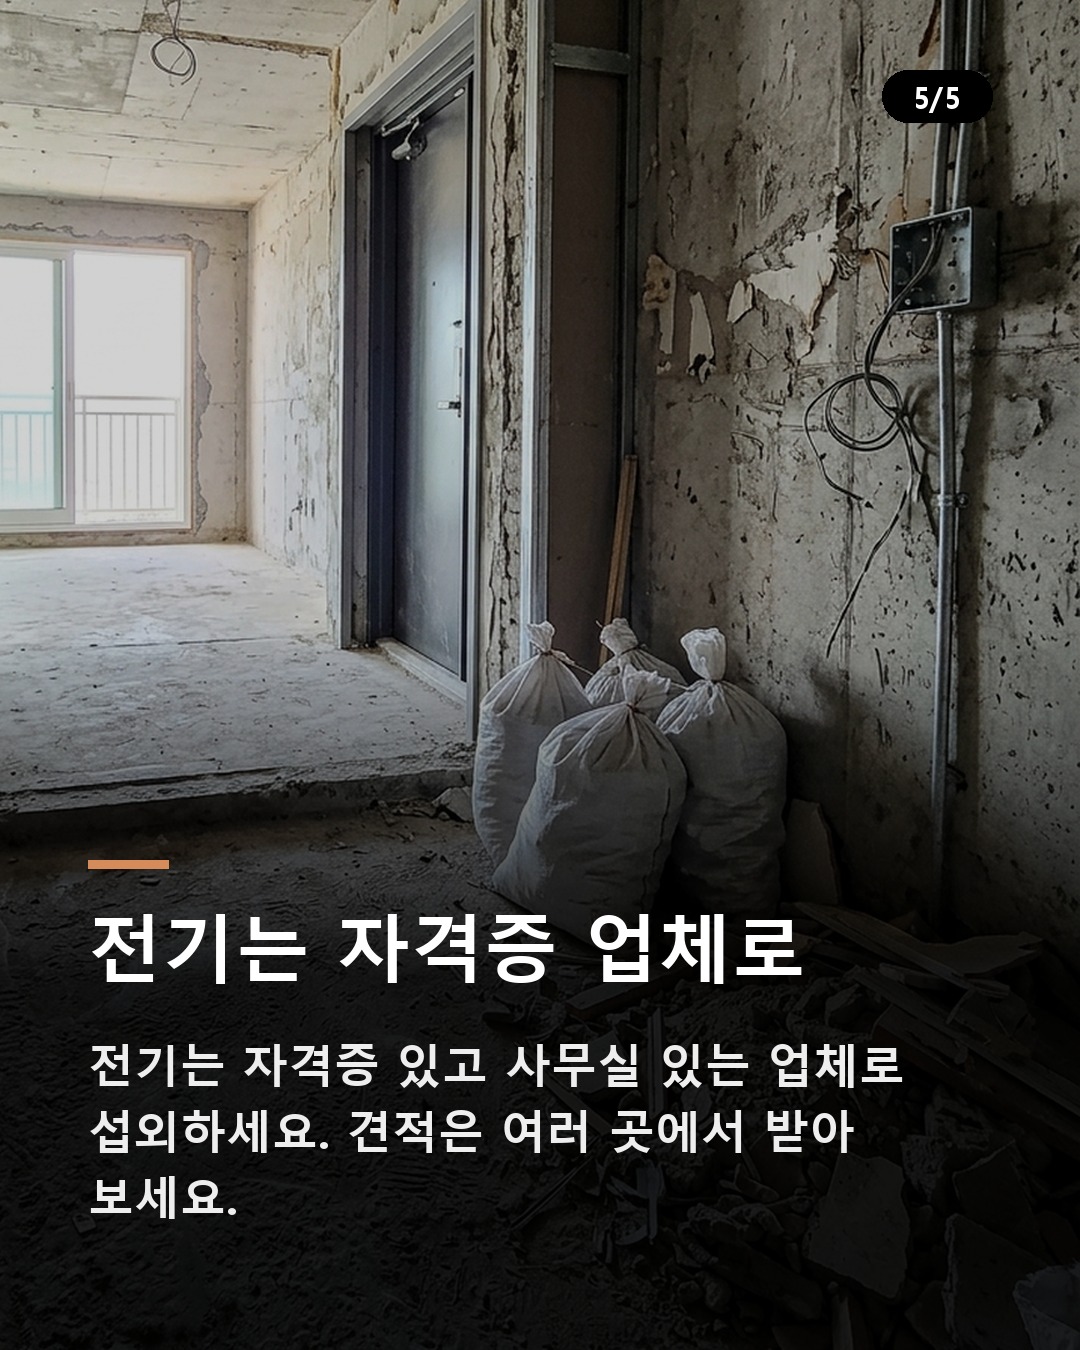 5/5
전기는 자격증 업체로
전기는 자격증 있고 사무실 있는 업체로
섭외하세요. 견적은 여러 곳에서 받아
보세요.